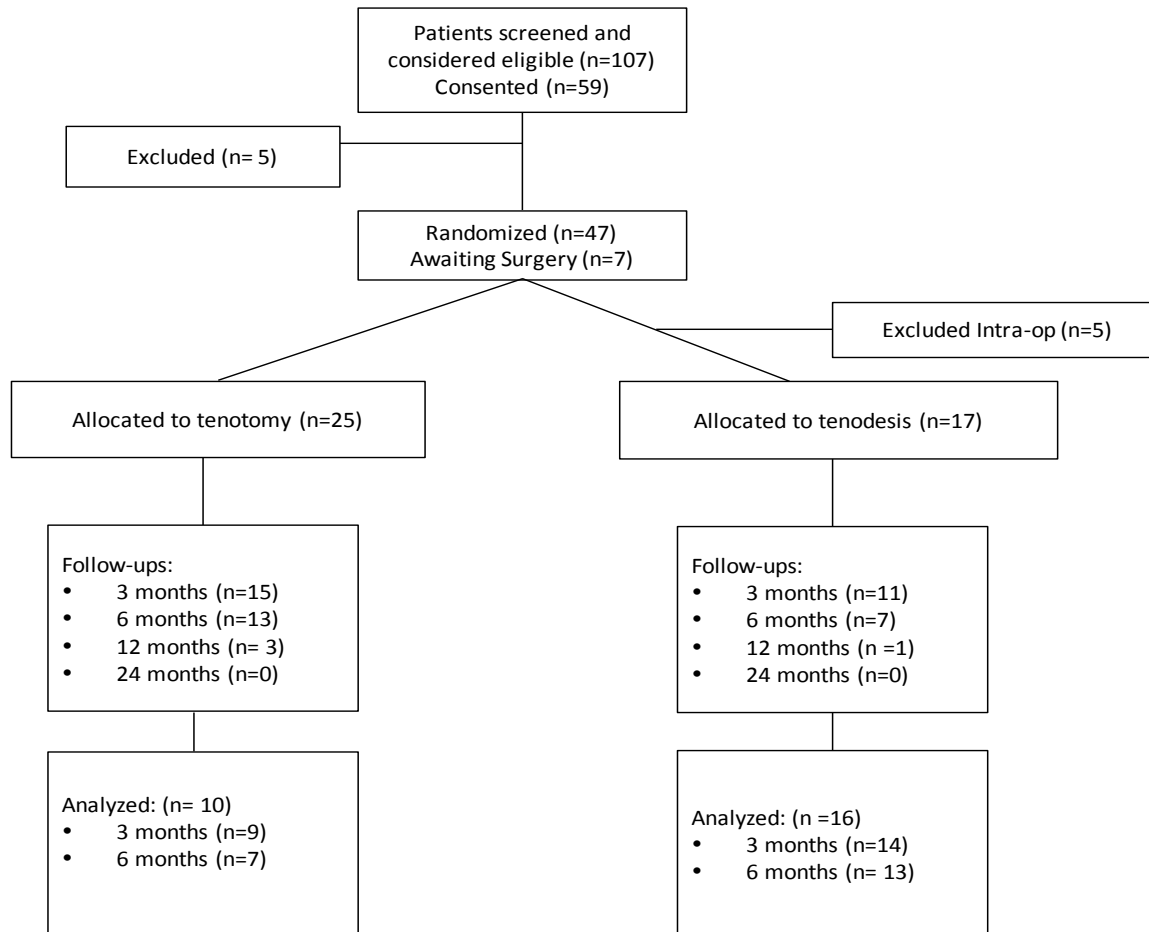 Patients screened and
considered eligible (n=107)
Consented (n=59)
Excluded (n= 5)
Randomized (n=47)
Awaiting Surgery (n=7)
Excluded Intra-op (n=5)
Allocated to tenotomy (n=25)
Allocated to tenodesis (n=17)
Follow-ups:
• 3 months (n=15)
• 6 months (n=13)
• 12 months (n= 3)
• 24 months (n=0)
Follow-ups:
• 3 months (n=11)
• 6 months (n=7)
• 12 months (n =1)
• 24 months (n=0)
Analyzed: (n= 10)
• 3 months (n=9)
• 6 months (n=7)
Analyzed: (n =16)
• 3 months (n=14)
• 6 months (n= 13)